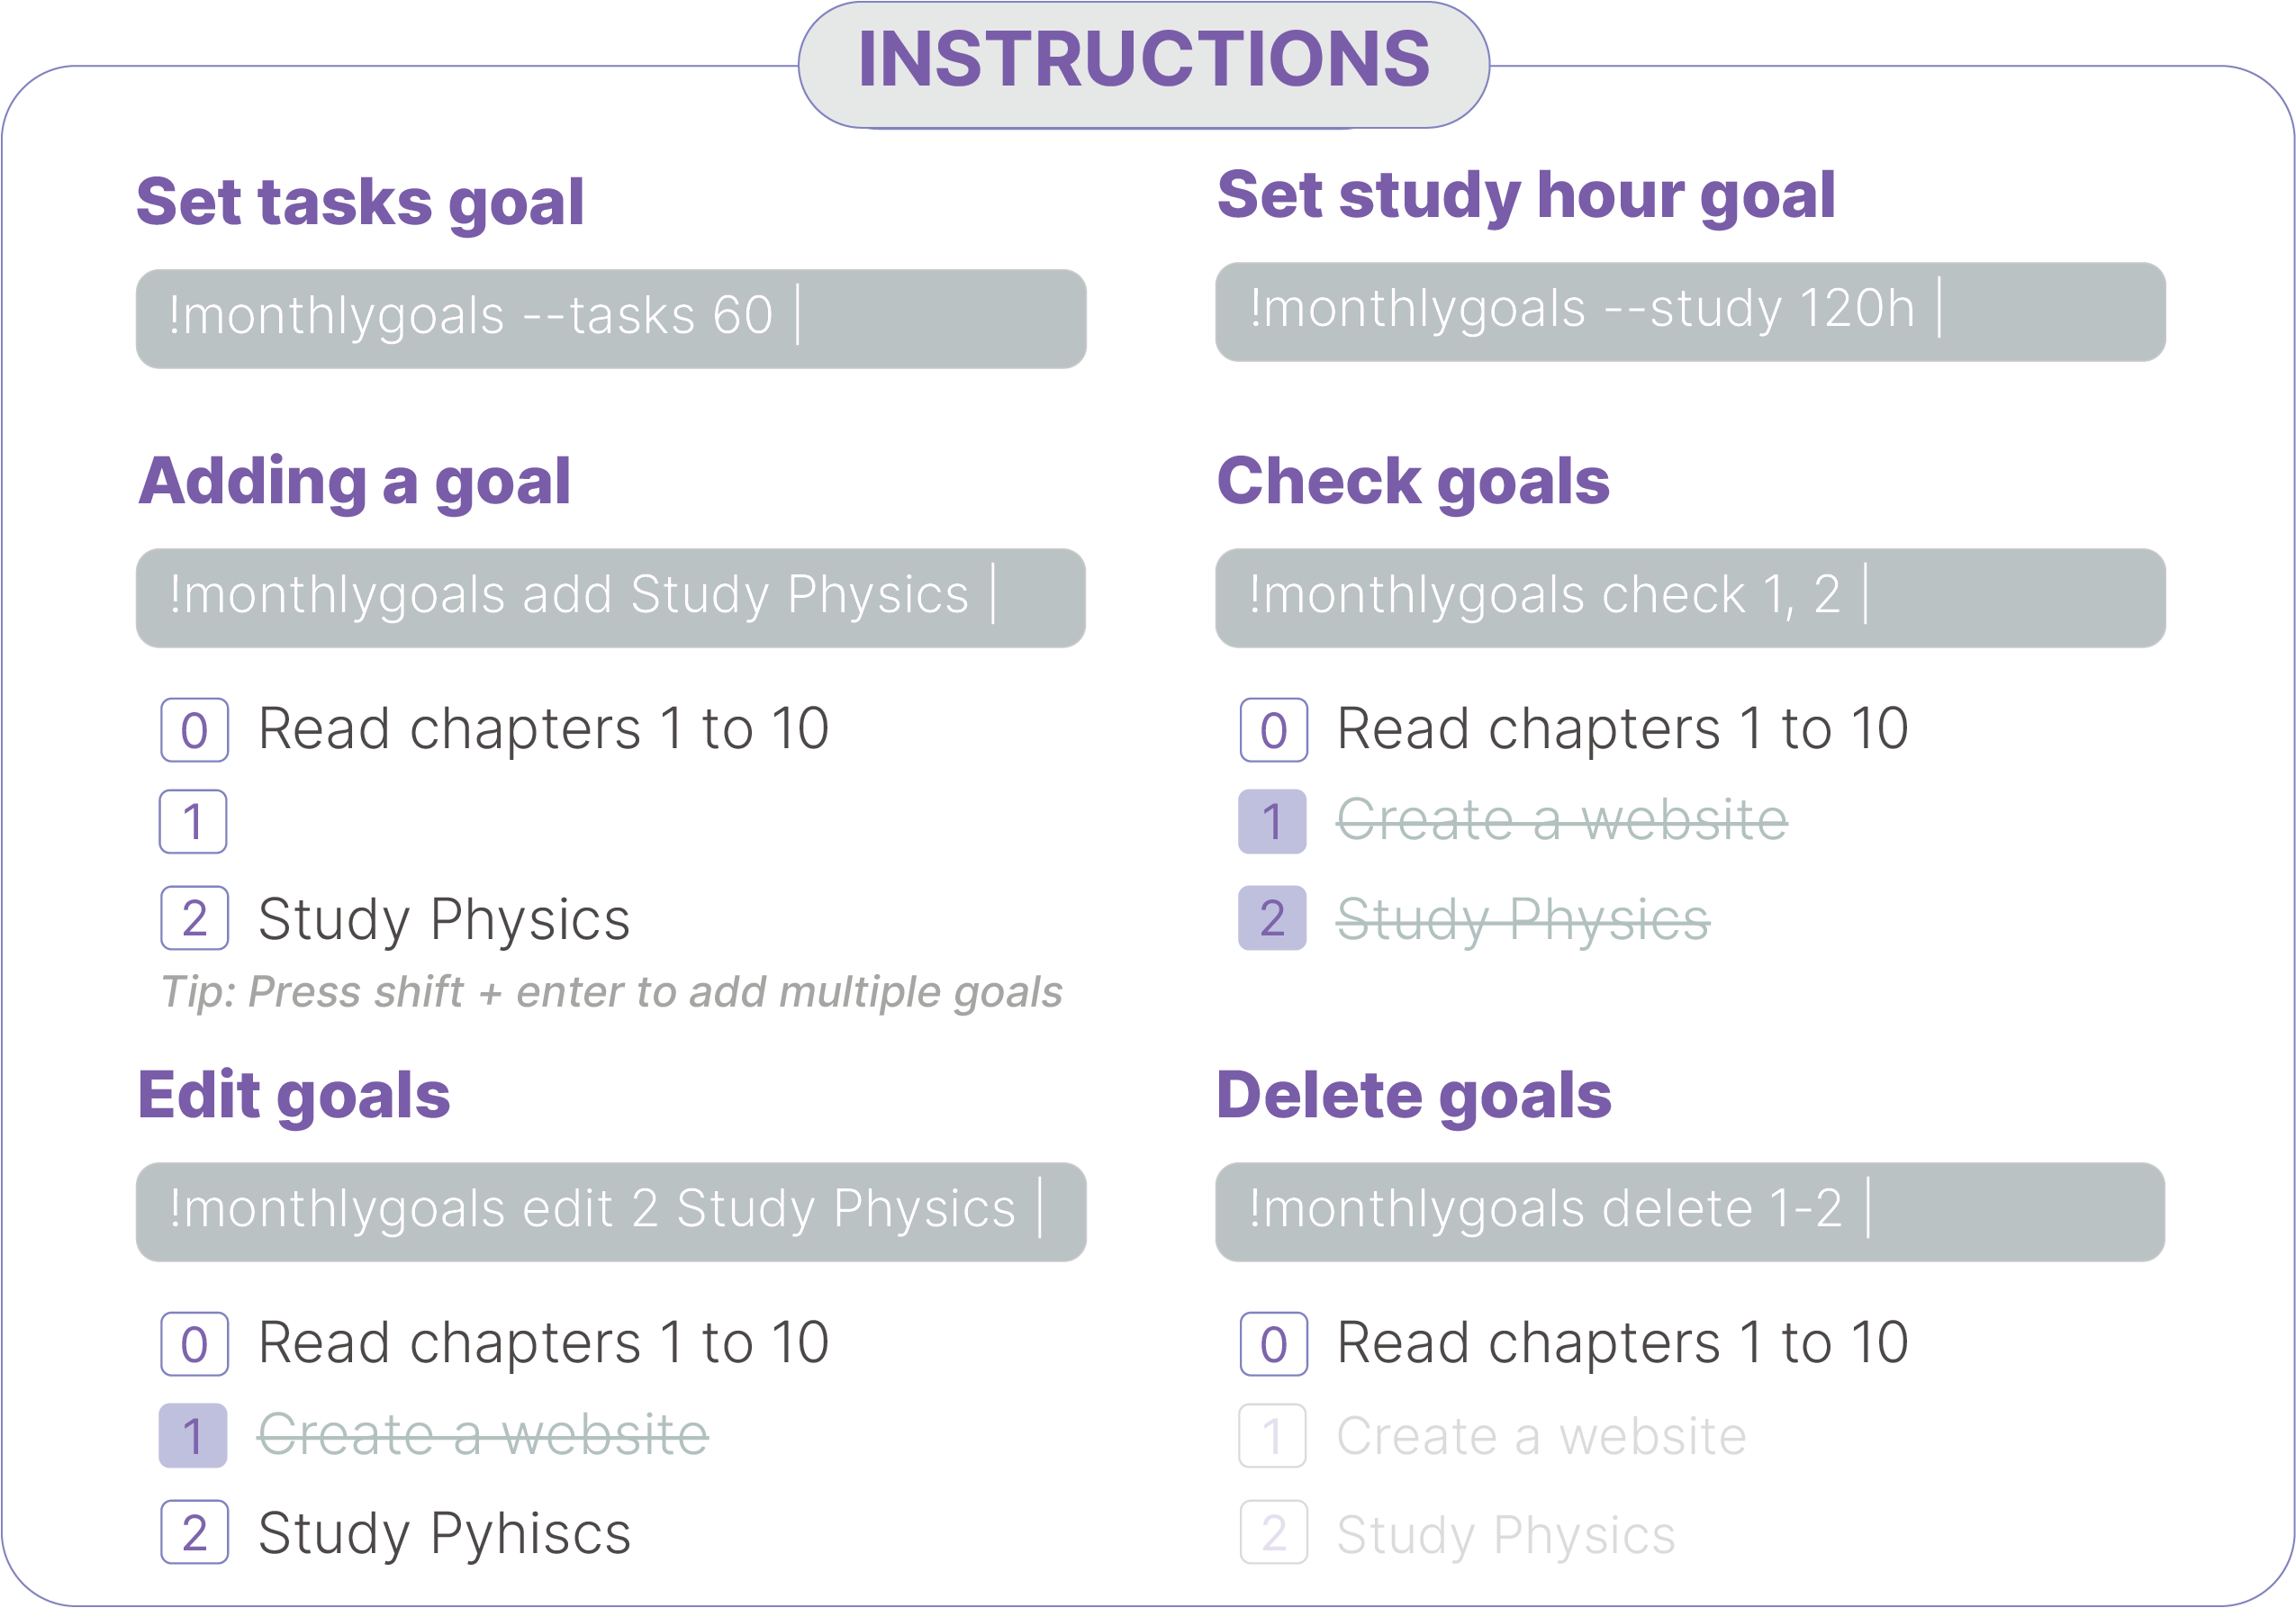 INSTRUCTIONS
Set tasks goal
!monthlygoals --tasks 60 |
Set study hour goal
!monthlygoals --study 120h |
Adding a goal
!monthlygoals add Study Physics |
0 Read chapters 1 to 10
1
2 Study Physics
Tip: Press shift + enter to add multiple goals
Check goals
!monthlygoals check 1, 2 |
0 Read chapters 1 to 10
1 Create a website
2 Study Physics
Edit goals
!monthlygoals edit 2 Study Physics |
0 Read chapters 1 to 10
1 Create a website
2 Study Pyhiscs
Delete goals
!monthlygoals delete 1-2 |
0 Read chapters 1 to 10
1 Create a website
2 Study Physics